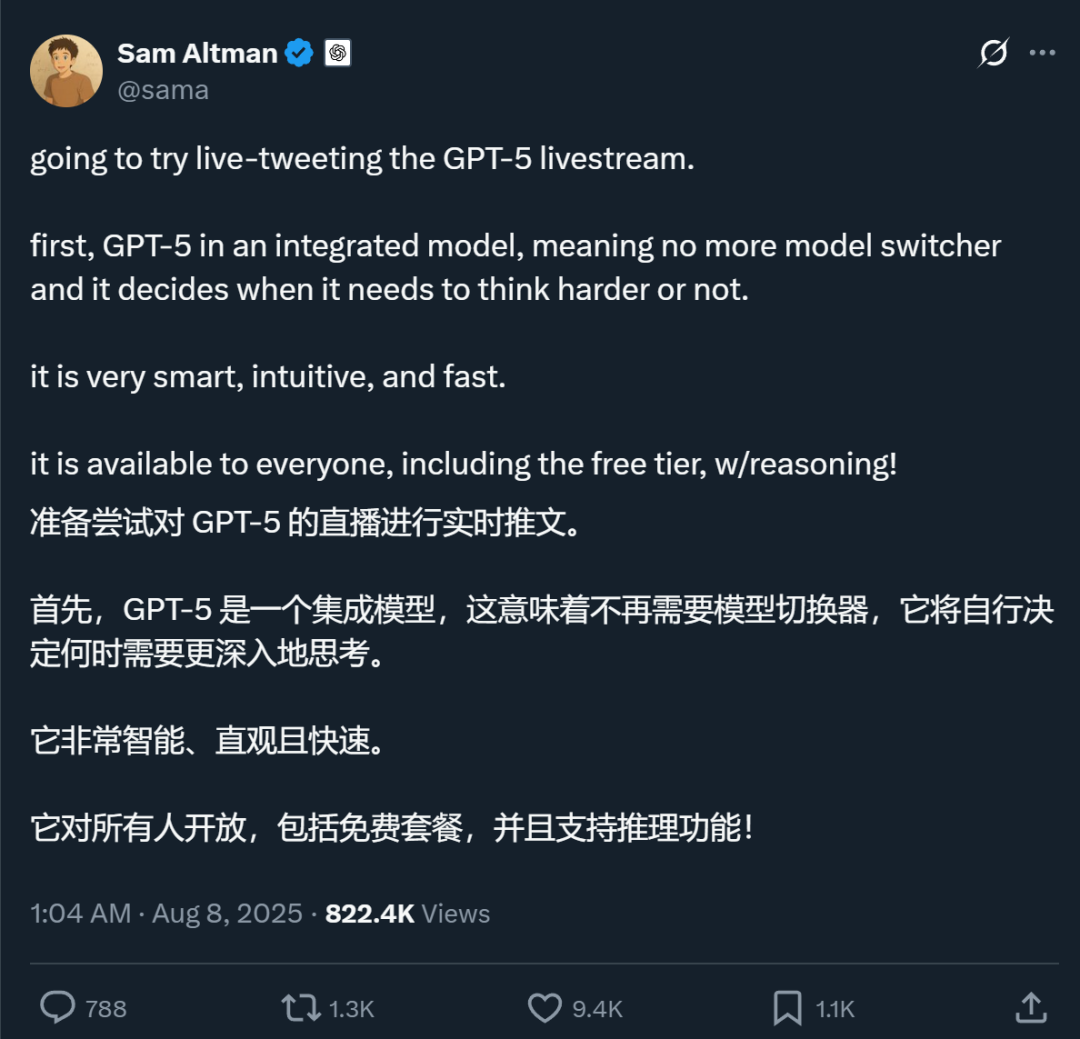 Sam Altman
@sama
going to try live-tweeting the GPT-5 livestream.
first, GPT-5 in an integrated model, meaning no more model switcher
and it decides when it needs to think harder or not.
it is very smart, intuitive, and fast.
it is available to everyone, including the free tier, w/reasoning!
准备尝试对 GPT-5 的直播进行实时推文。
首先，GPT-5 是一个集成模型，这意味着不再需要模型切换器，它将自行决
定何时需要更深入地思考。
它非常智能、直观且快速。
它对所有人开放，包括免费套餐，并且支持推理功能！
1:04 AM · Aug 8, 2025 · 822.4K Views
788 1.3K 9.4K 1.1K